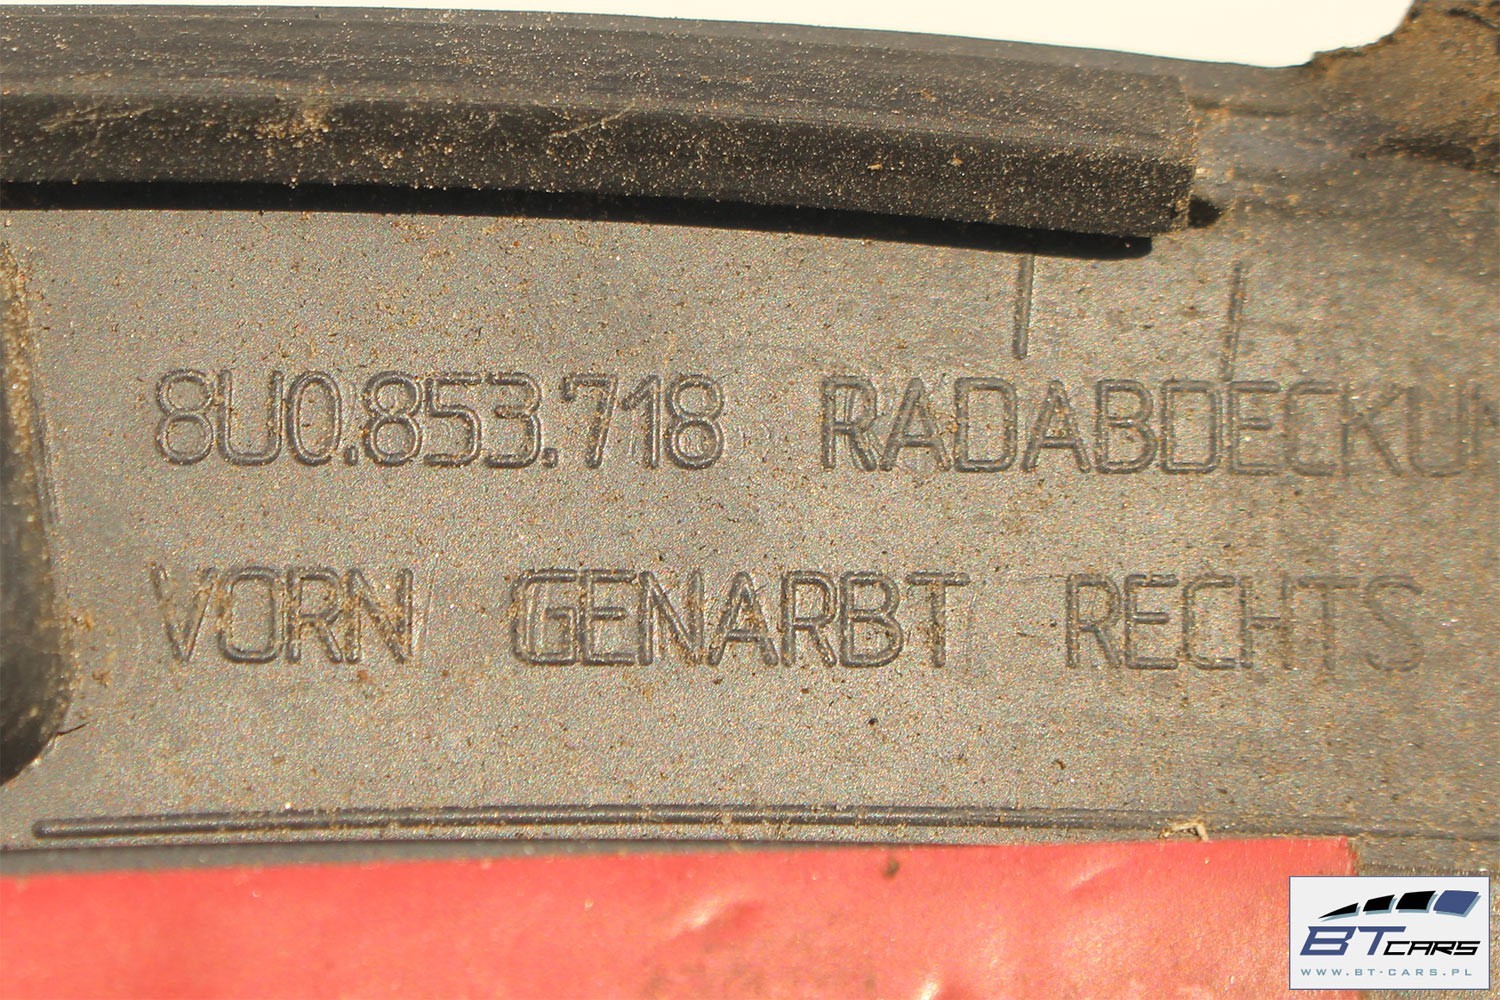 8U0.853.718 RADABDECKUN
VORN GENARBT RECHTS
BT CARS
WWW.BT-CARS.PL